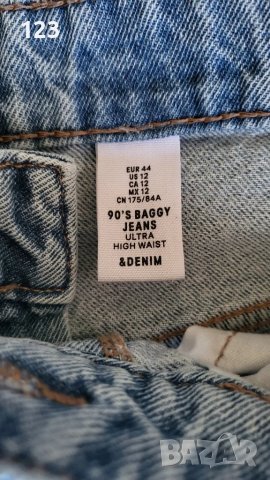 123
EUR 44
US 12
CA 12
MX 12
CN 175/84A
90'S BAGGY
JEANS
ULTRA
HIGH WAIST
&DENIM
BAZAR